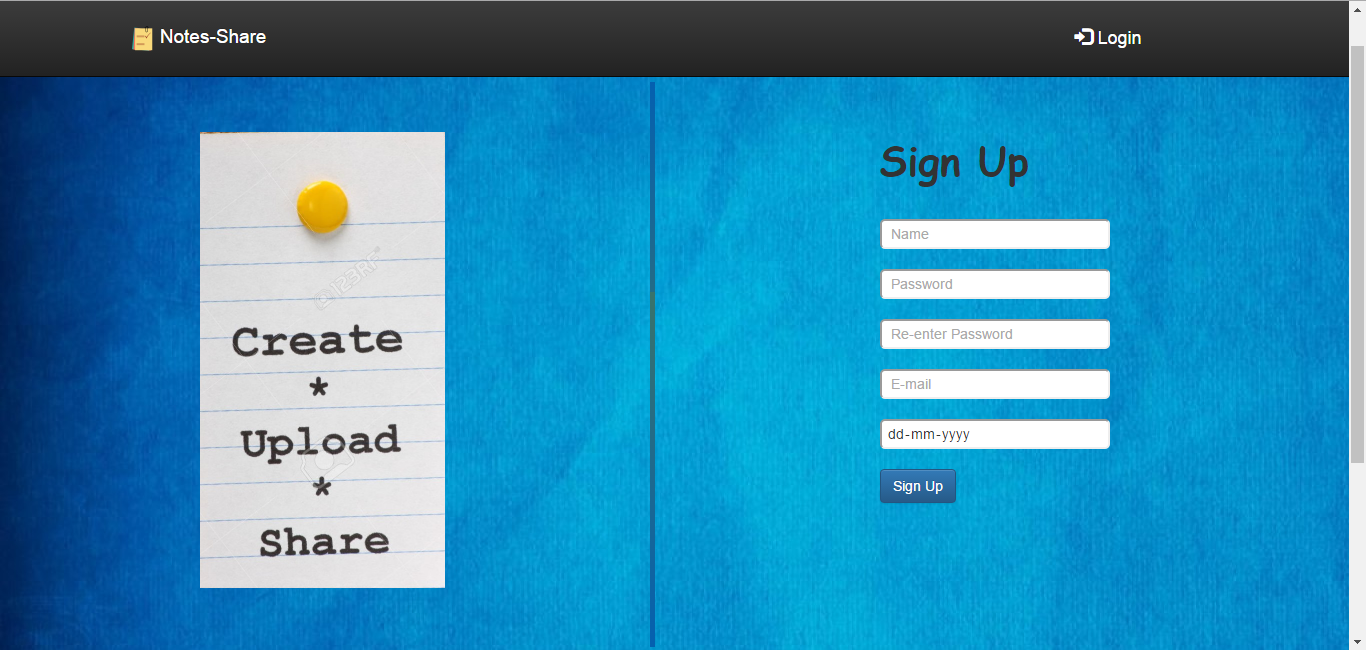 Notes-Share
Login
©123RF
Create
*
Upload
*
Share
Sign Up
Name
Password
Re-enter Password
E-mail
dd-mm-yyyy
Sign Up